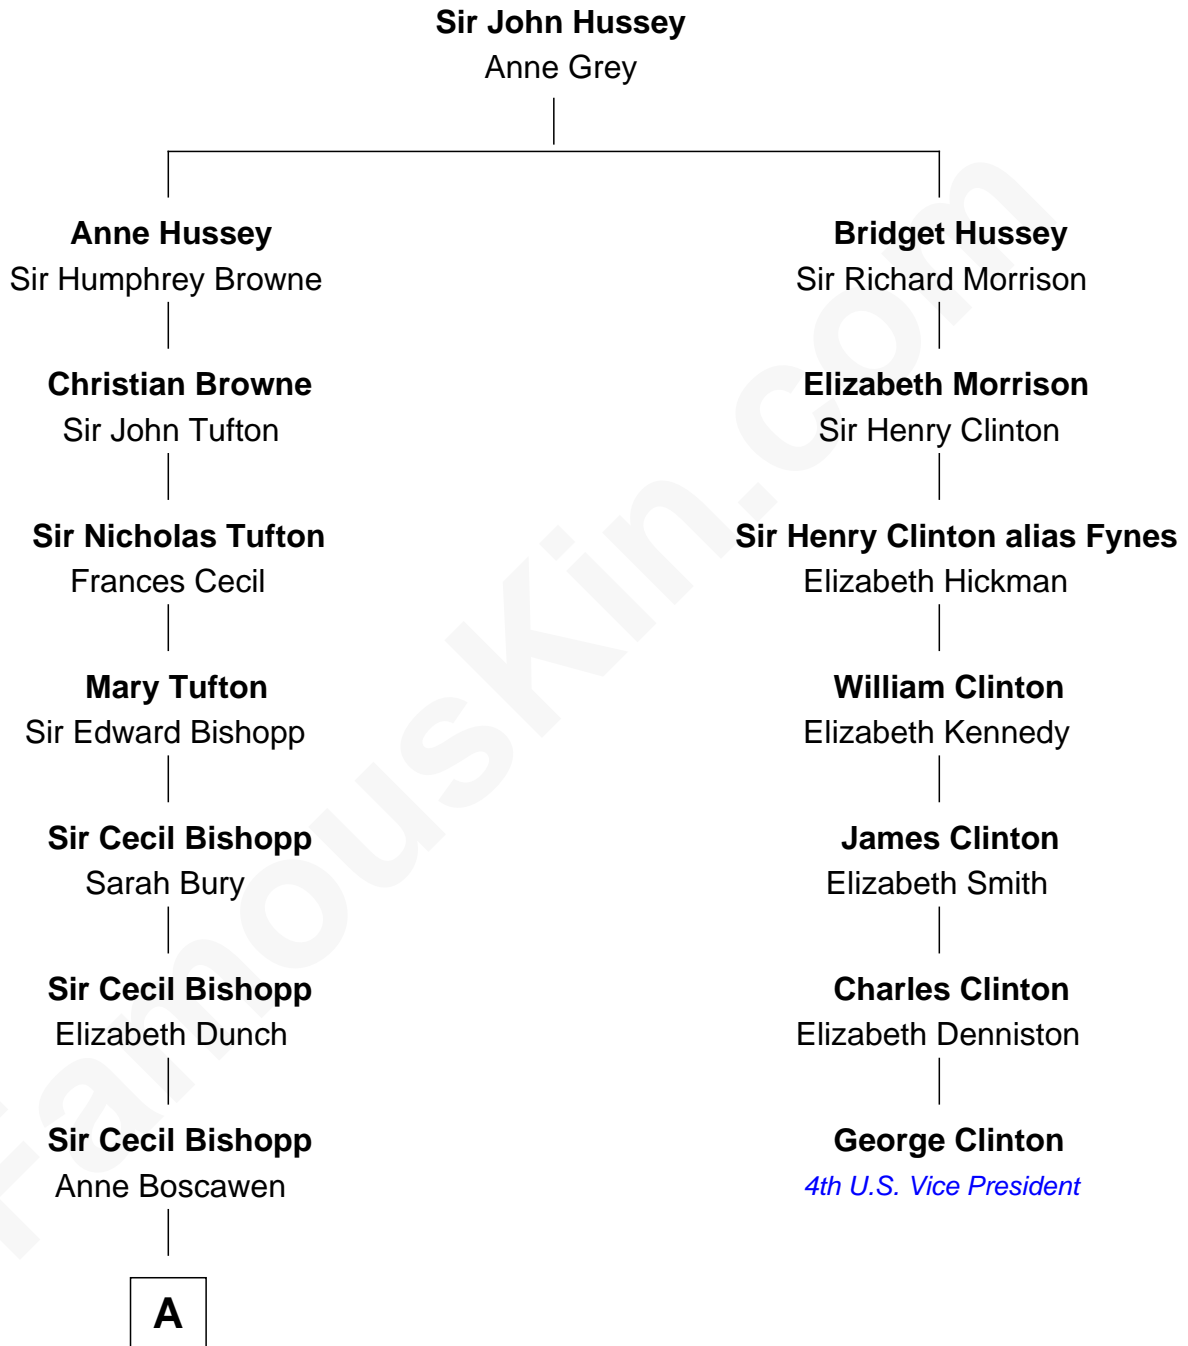 Sir John Hussey
Anne Grey
Anne Hussey
Sir Humphrey Browne
Christian Browne
Sir John Tufton
Sir Nicholas Tufton
Frances Cecil
Mary Tufton
Sir Edward Bishopp
Sir Cecil Bishopp
Sarah Bury
Sir Cecil Bishopp
Elizabeth Dunch
Sir Cecil Bishopp
Anne Boscawen
A
Bridget Hussey
Sir Richard Morrison
Elizabeth Morrison
Sir Henry Clinton
Sir Henry Clinton alias Fynes
Elizabeth Hickman
William Clinton
Elizabeth Kennedy
James Clinton
Elizabeth Smith
Charles Clinton
Elizabeth Denniston
George Clinton
4th U.S. Vice President
FamousKin.com